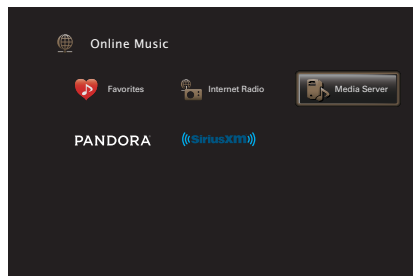 Online Music
Favorites
Internet Radio
Media Server
PANDORA
((SiriusXM))